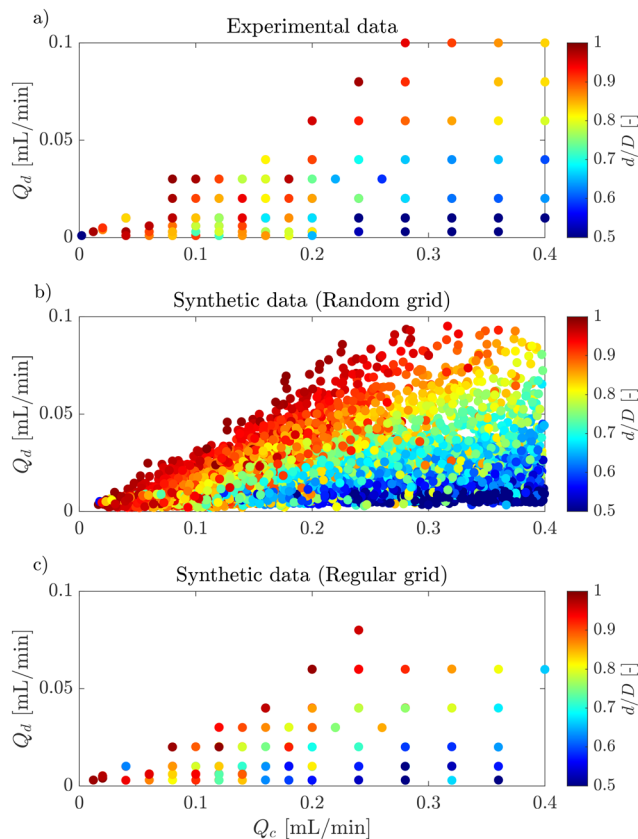 a)
Experimental data
0.1
0.05
0
Q_d [mL/min]
0 0.1 0.2 0.3 0.4
1
0.9
0.8
0.7
0.6
0.5
d/D [-]
b)
Synthetic data (Random grid)
0.1
0.05
0
Q_d [mL/min]
0 0.1 0.2 0.3 0.4
1
0.9
0.8
0.7
0.6
0.5
d/D [-]
c)
Synthetic data (Regular grid)
0.1
0.05
0
Q_d [mL/min]
0 0.1 0.2 0.3 0.4
Q_c [mL/min]
1
0.9
0.8
0.7
0.6
0.5
d/D [-]